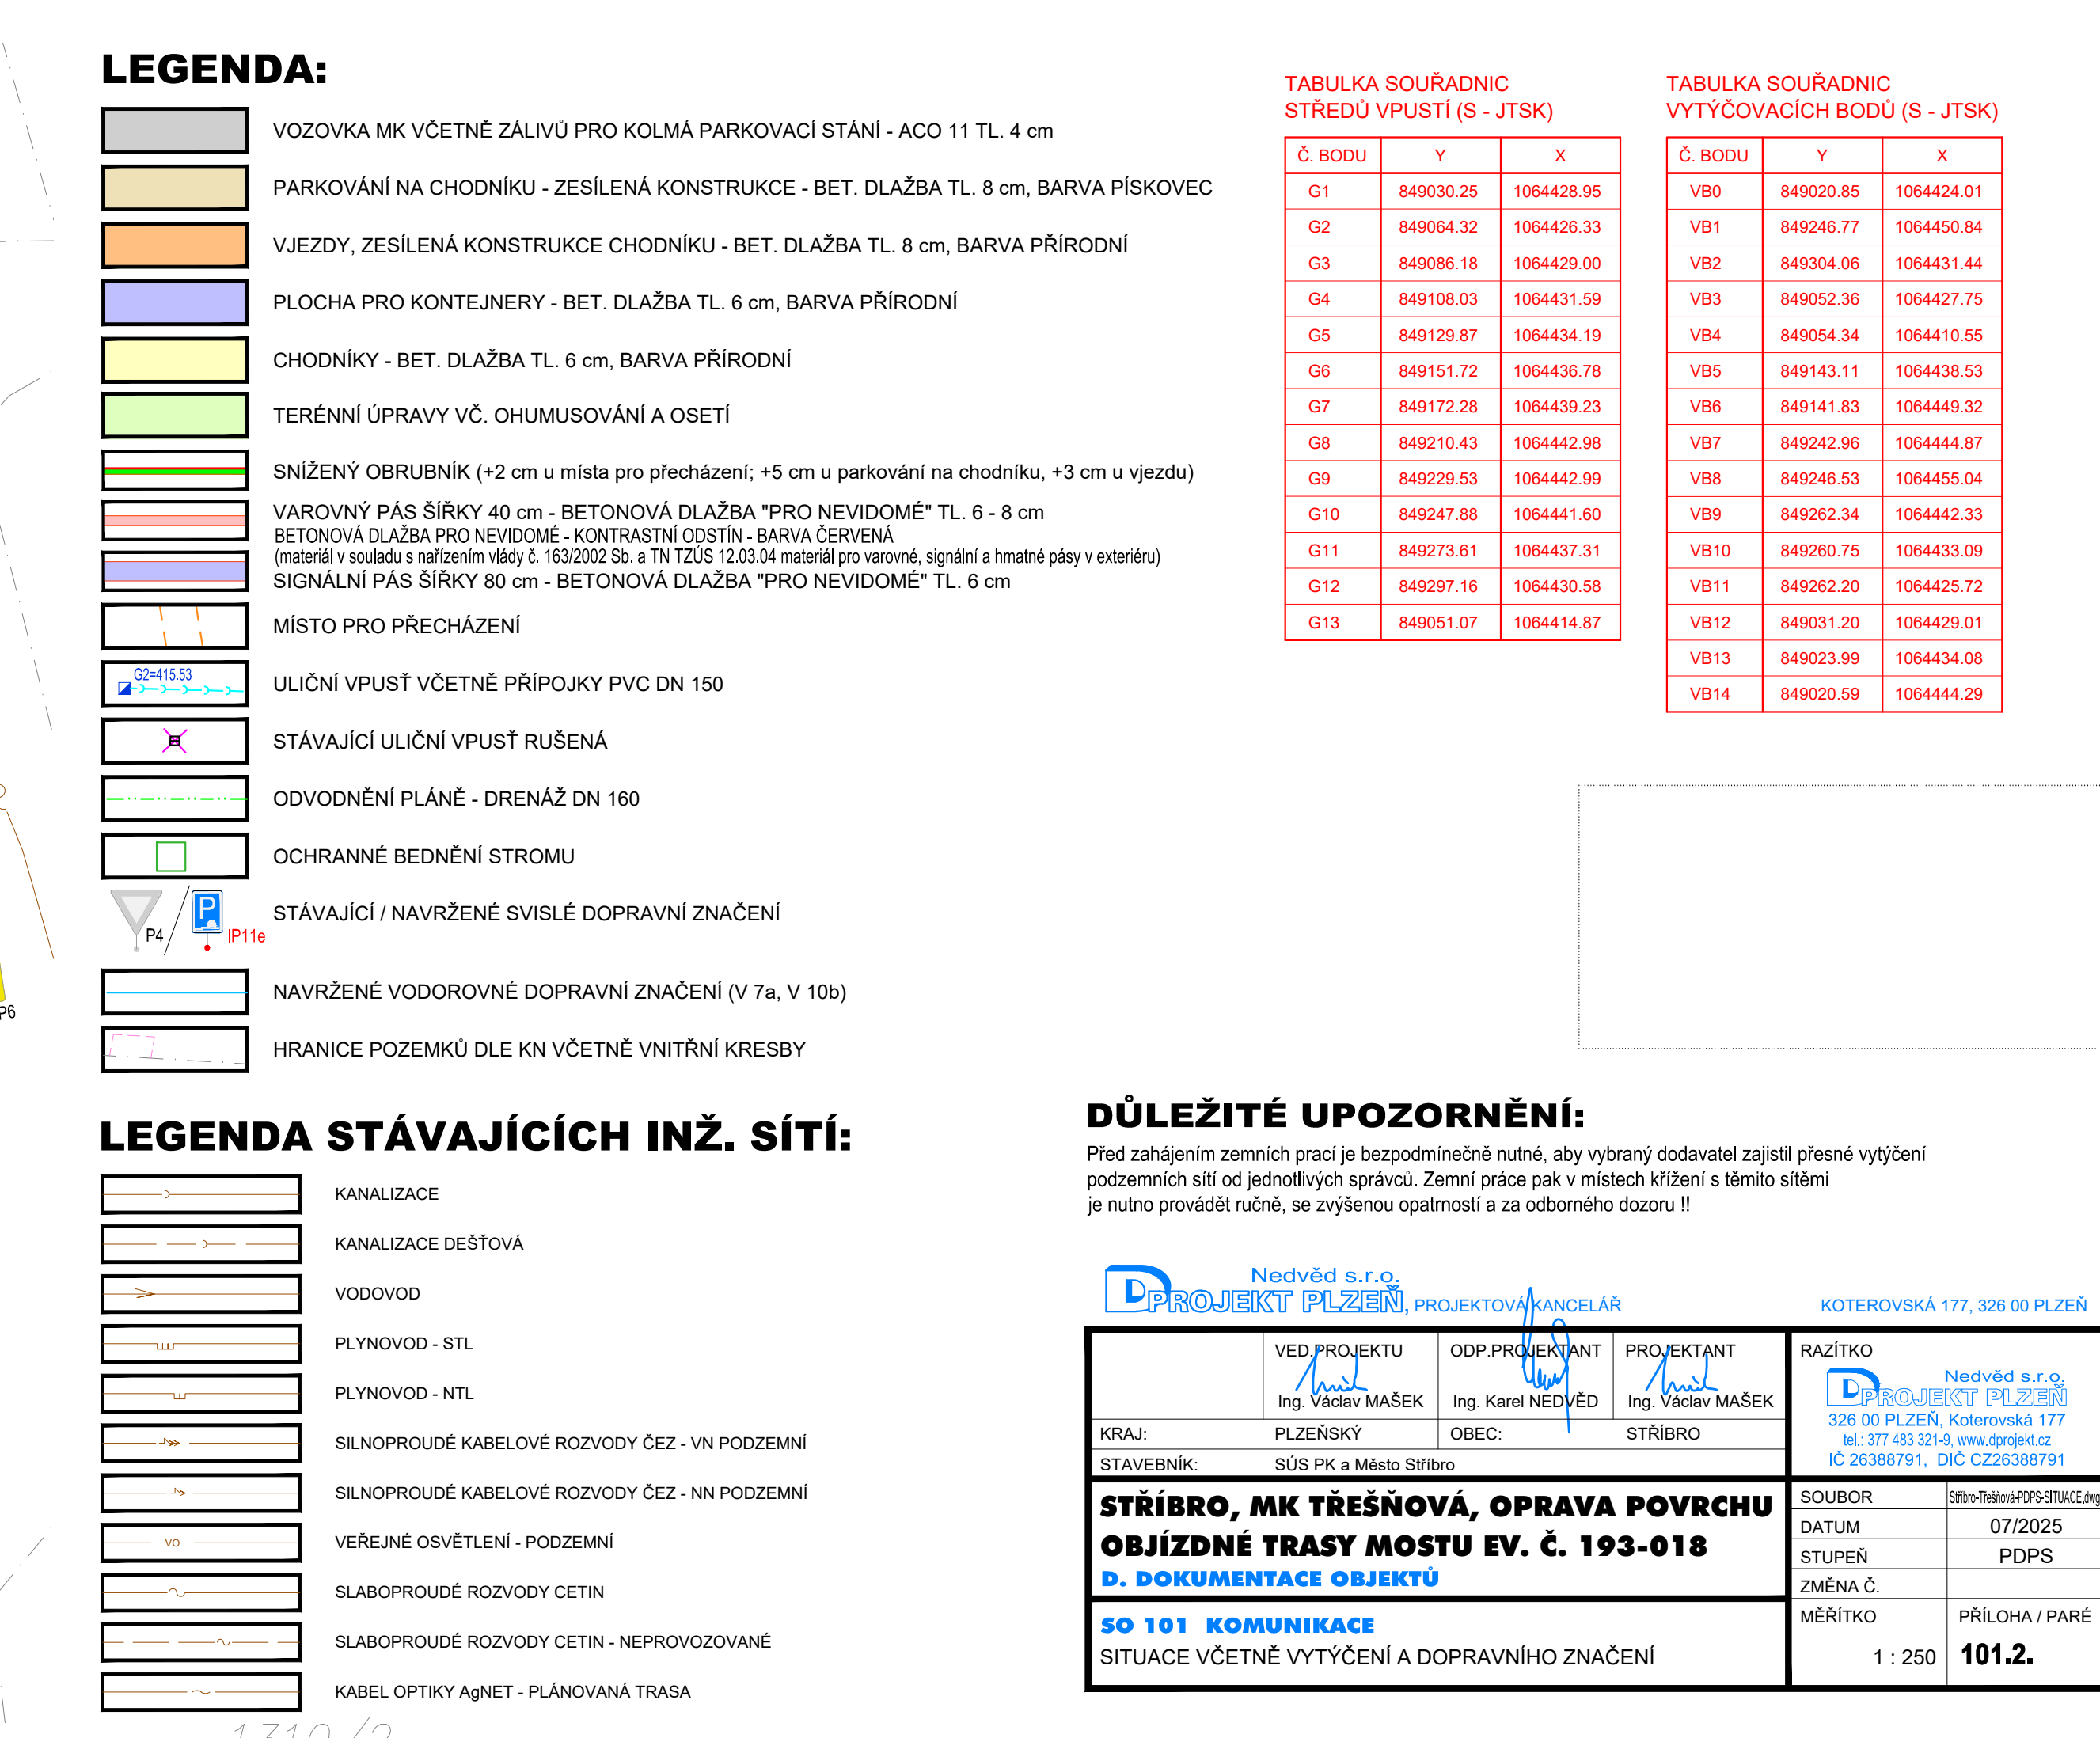 LEGENDA:
VOZOVKA MK VČETNĚ ZÁLIVŮ PRO KOLMÁ PARKOVACÍ STÁNÍ - ACO 11 TL. 4 cm
PARKOVÁNÍ NA CHODNÍKU - ZESÍLENÁ KONSTRUKCE - BET. DLAŽBA TL. 8 cm, BARVA PÍSKOVEC
VJEZDY, ZESÍLENÁ KONSTRUKCE CHODNÍKU - BET. DLAŽBA TL. 8 cm, BARVA PŘÍRODNÍ
PLOCHA PRO KONTEJNERY - BET. DLAŽBA TL. 6 cm, BARVA PŘÍRODNÍ
CHODNÍKY - BET. DLAŽBA TL. 6 cm, BARVA PŘÍRODNÍ
TERÉNNÍ ÚPRAVY VČ. OHUMUSOVÁNÍ A OSETÍ
SNÍŽENÝ OBRUBNÍK (+2 cm u místa pro přecházení; +5 cm u parkování na chodníku, +3 cm u vjezdu)
VAROVNÝ PÁS ŠÍŘKY 40 cm - BETONOVÁ DLAŽBA "PRO NEVIDOMÉ" TL. 6 - 8 cm
BETONOVÁ DLAŽBA PRO NEVIDOMÉ - KONTRASTNÍ ODSTÍN - BARVA ČERVENÁ
(materiál v souladu s nařízením vlády č. 163/2002 Sb. a TN TZÚS 12.03.04 materiál pro varovné, signální a hmatné pásy v exteriéru)
SIGNÁLNÍ PÁS ŠÍŘKY 80 cm - BETONOVÁ DLAŽBA "PRO NEVIDOMÉ" TL. 6 cm
MÍSTO PRO PŘECHÁZENÍ
G2=415.53
ULIČNÍ VPUSŤ VČETNĚ PŘÍPOJKY PVC DN 150
STÁVAJÍCÍ ULIČNÍ VPUSŤ RUŠENÁ
ODVODNĚNÍ PLÁNĚ - DRENÁŽ DN 160
OCHRANNÉ BEDNĚNÍ STROMU
P4 / P IP11e
STÁVAJÍCÍ / NAVRŽENÉ SVISLÉ DOPRAVNÍ ZNAČENÍ
NAVRŽENÉ VODOROVNÉ DOPRAVNÍ ZNAČENÍ (V 7a, V 10b)
P6
HRANICE POZEMKŮ DLE KN VČETNĚ VNITŘNÍ KRESBY
TABULKA SOUŘADNIC
STŘEDŮ VPUSTÍ (S - JTSK)
Č. BODU Y X
G1 849030.25 1064428.95
G2 849064.32 1064426.33
G3 849086.18 1064429.00
G4 849108.03 1064431.59
G5 849129.87 1064434.19
G6 849151.72 1064436.78
G7 849172.28 1064439.23
G8 849210.43 1064442.98
G9 849229.53 1064442.99
G10 849247.88 1064441.60
G11 849273.61 1064437.31
G12 849297.16 1064430.58
G13 849051.07 1064414.87
TABULKA SOUŘADNIC
VYTÝČOVACÍCH BODŮ (S - JTSK)
Č. BODU Y X
VB0 849020.85 1064424.01
VB1 849246.77 1064450.84
VB2 849304.06 1064431.44
VB3 849052.36 1064427.75
VB4 849054.34 1064410.55
VB5 849143.11 1064438.53
VB6 849141.83 1064449.32
VB7 849242.96 1064444.87
VB8 849246.53 1064455.04
VB9 849262.34 1064442.33
VB10 849260.75 1064433.09
VB11 849262.20 1064425.72
VB12 849031.20 1064429.01
VB13 849023.99 1064434.08
VB14 849020.59 1064444.29
LEGENDA STÁVAJÍCÍCH INŽ. SÍTÍ:
KANALIZACE
KANALIZACE DEŠŤOVÁ
VODOVOD
PLYNOVOD - STL
PLYNOVOD - NTL
SILNOPROUDÉ KABELOVÉ ROZVODY ČEZ - VN PODZEMNÍ
SILNOPROUDÉ KABELOVÉ ROZVODY ČEZ - NN PODZEMNÍ
VO
VEŘEJNÉ OSVĚTLENÍ - PODZEMNÍ
SLABOPROUDÉ ROZVODY CETIN
SLABOPROUDÉ ROZVODY CETIN - NEPROVOZOVANÉ
KABEL OPTIKY AgNET - PLÁNOVANÁ TRASA
DŮLEŽITÉ UPOZORNĚNÍ:
Před zahájením zemních prací je bezpodmínečně nutné, aby vybraný dodavatel zajistil přesné vytýčení
podzemních sítí od jednotlivých správců. Zemní práce pak v místech křížení s těmito sítěmi
je nutno provádět ručně, se zvýšenou opatrností a za odborného dozoru !!
Nedvěd s.r.o.
DPROJEKT PLZEŇ, PROJEKTOVÁ KANCELÁŘ KOTEROVSKÁ 177, 326 00 PLZEŇ
VED.PROJEKTU ODP.PROJEKTANT PROJEKTANT
Ing. Václav MAŠEK Ing. Karel NEDVĚD Ing. Václav MAŠEK
KRAJ: PLZEŇSKÝ OBEC: STŘÍBRO
STAVEBNÍK: SÚS PK a Město Stříbro
RAZÍTKO
Nedvěd s.r.o.
DPROJEKT PLZEŇ
326 00 PLZEŇ, Koterovská 177
tel.: 377 483 321-9, www.dprojekt.cz
IČ 26388791, DIČ CZ26388791
STŘÍBRO, MK TŘEŠŇOVÁ, OPRAVA POVRCHU
OBJÍZDNÉ TRASY MOSTU EV. Č. 193-018
D. DOKUMENTACE OBJEKTŮ
SO 101 KOMUNIKACE
SITUACE VČETNĚ VYTÝČENÍ A DOPRAVNÍHO ZNAČENÍ
SOUBOR Stříbro-Třešňová-PDPS-SITUACE.dwg
DATUM 07/2025
STUPEŇ PDPS
ZMĚNA Č.
MĚŘÍTKO PŘÍLOHA / PARÉ
1 : 250 101.2.